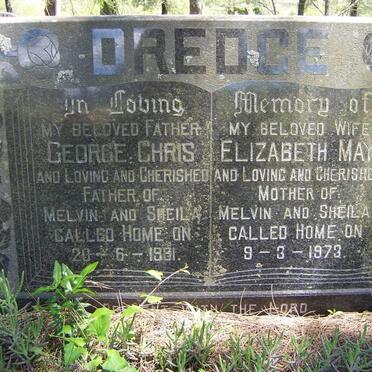 DREDGE
In Loving Memory of
MY BELOVED FATHER
GEORGE CHRIS
AND LOVING AND CHERISHED
FATHER OF
MELVIN AND SHEILA
CALLED HOME ON
20-6-1991.
MY BELOVED WIFE
ELIZABETH MAY
AND LOVING AND CHERISHED
MOTHER OF
MELVIN AND SHEILA
CALLED HOME ON
9-3-1973.
THE LORD